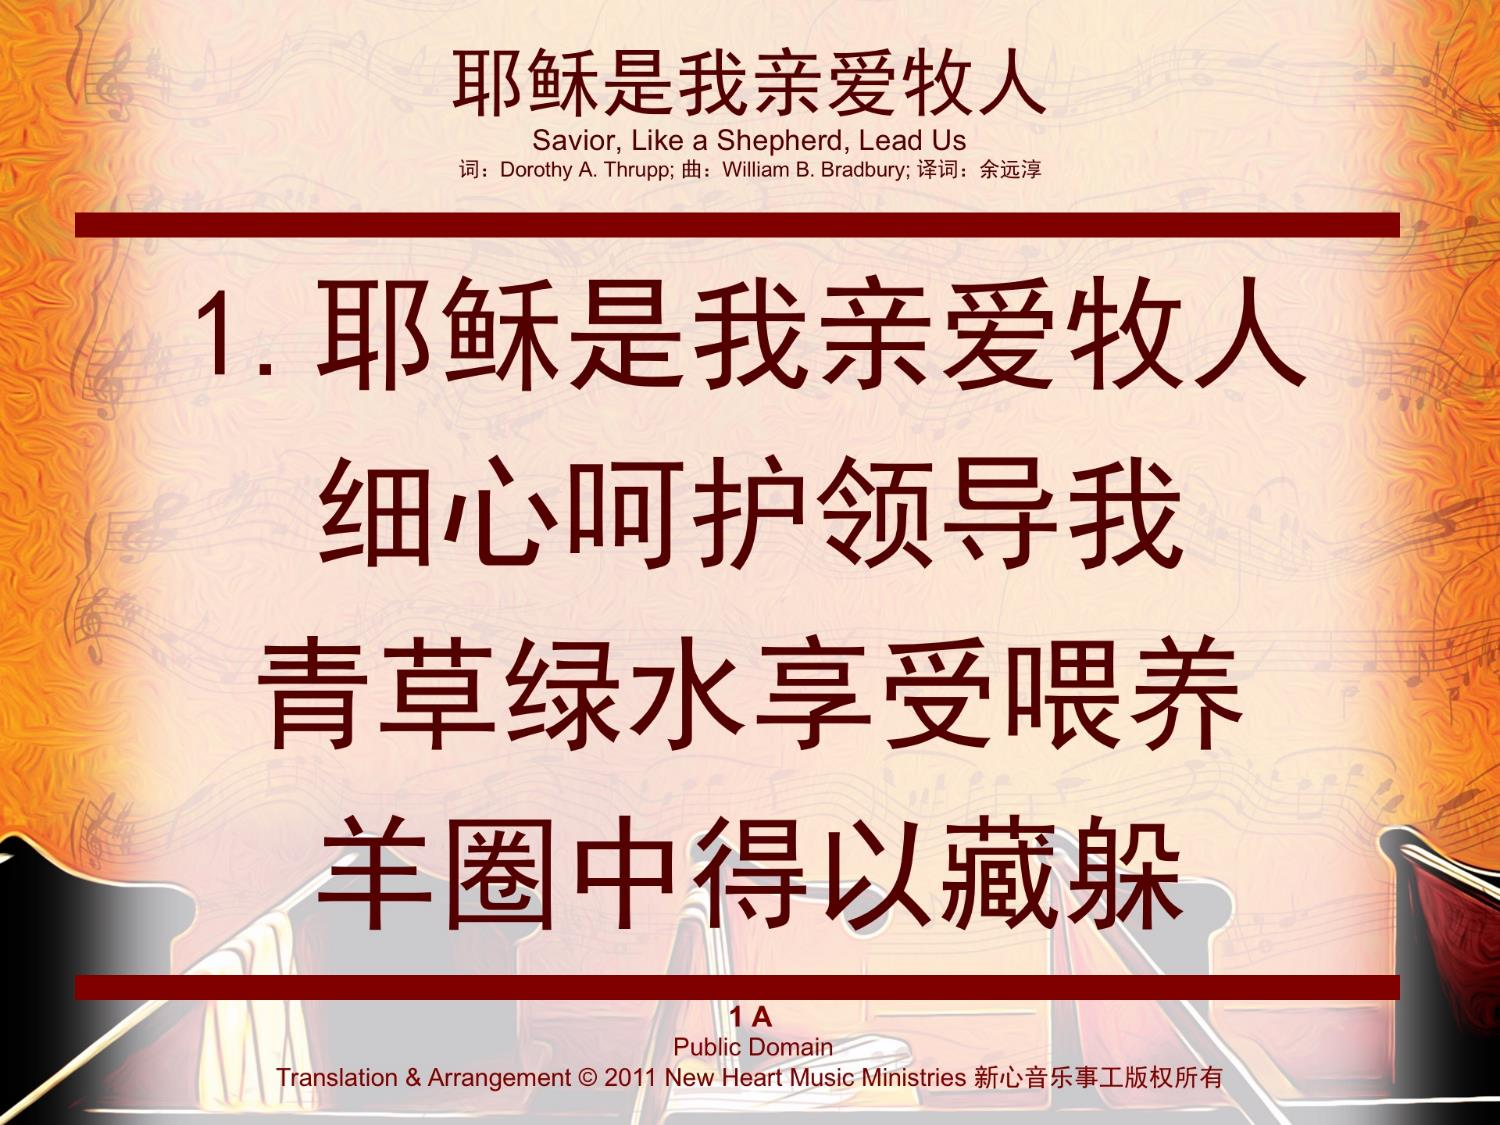 耶稣是我亲爱牧人
Savior, Like a Shepherd, Lead Us
词：Dorothy A. Thrupp; 曲：William B. Bradbury; 译词：余远淳
1. 耶稣是我亲爱牧人
细心呵护领导我
青草绿水享受喂养
羊圈中得以藏躲
1 A
Public Domain
Translation & Arrangement © 2011 New Heart Music Ministries 新心音乐事工版权所有